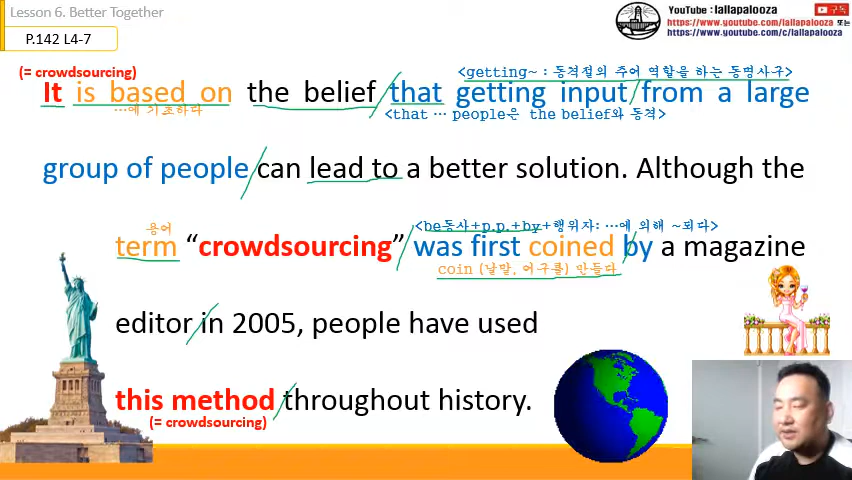 Lesson 6. Better Together
YouTube : lallapalooza
구독
https://www.youtube.com/lallapalooza 또는
http://www.youtube.com/c/lallapalooza
P.142 L4-7
(= crowdsourcing)
<getting~ : 동격절의 주어 역할을 하는 동명사구>
It is based on the belief that getting input from a large
…에 기초하다
<that … people은 the belief와 동격>
group of people can lead to a better solution. Although the
용어
<be동사+p.p.+by+행위자: …에 의해 ~되다>
term “crowdsourcing” was first coined by a magazine
coin (낱말, 어구를) 만들다
editor in 2005, people have used
this method throughout history.
(= crowdsourcing)